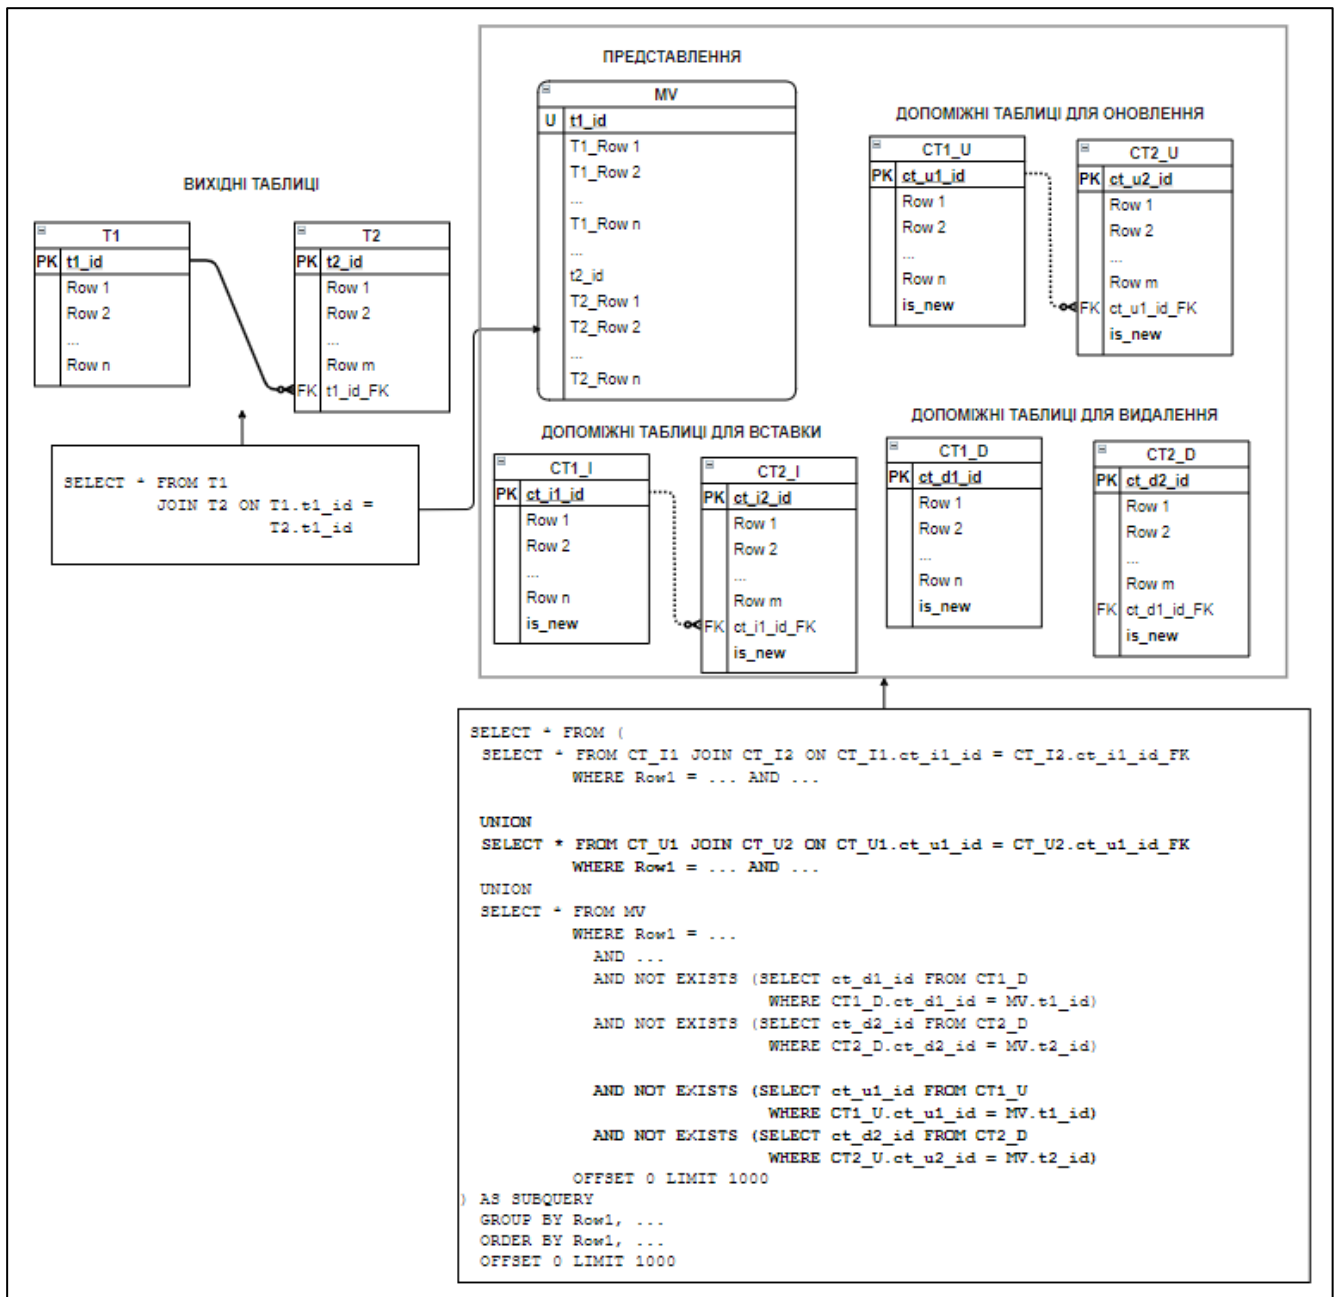 ПРЕДСТАВЛЕННЯ
MV
U t1_id
T1_Row 1
T1_Row 2
...
T1_Row n
...
t2_id
T2_Row 1
T2_Row 2
...
T2_Row n
ДОПОМІЖНІ ТАБЛИЦІ ДЛЯ ОНОВЛЕННЯ
CT1_U
PK ct_u1_id
Row 1
Row 2
...
Row n
is_new
CT2_U
PK ct_u2_id
Row 1
Row 2
...
Row m
FK ct_u1_id_FK
is_new
ВИХІДНІ ТАБЛИЦІ
T1
PK t1_id
Row 1
Row 2
...
Row n
T2
PK t2_id
Row 1
Row 2
...
Row m
FK t1_id_FK
SELECT * FROM T1
JOIN T2 ON T1.t1_id =
T2.t1_id
ДОПОМІЖНІ ТАБЛИЦІ ДЛЯ ВСТАВКИ
CT1_I
PK ct_i1_id
Row 1
Row 2
...
Row n
is_new
CT2_I
PK ct_i2_id
Row 1
Row 2
...
Row m
FK ct_i1_id_FK
is_new
ДОПОМІЖНІ ТАБЛИЦІ ДЛЯ ВИДАЛЕННЯ
CT1_D
PK ct_d1_id
Row 1
Row 2
...
Row n
is_new
CT2_D
PK ct_d2_id
Row 1
Row 2
...
Row m
FK ct_d1_id_FK
is_new
SELECT * FROM (
SELECT * FROM CT_I1 JOIN CT_I2 ON CT_I1.ct_i1_id = CT_I2.ct_i1_id_FK
WHERE Row1 = ... AND ...
UNION
SELECT * FROM CT_U1 JOIN CT_U2 ON CT_U1.ct_u1_id = CT_U2.ct_u1_id_FK
WHERE Row1 = ... AND ...
UNION
SELECT * FROM MV
WHERE Row1 = ...
AND ...
AND NOT EXISTS (SELECT ct_d1_id FROM CT1_D
WHERE CT1_D.ct_d1_id = MV.t1_id)
AND NOT EXISTS (SELECT ct_d2_id FROM CT2_D
WHERE CT2_D.ct_d2_id = MV.t2_id)
AND NOT EXISTS (SELECT ct_u1_id FROM CT1_U
WHERE CT1_U.ct_u1_id = MV.t1_id)
AND NOT EXISTS (SELECT ct_d2_id FROM CT2_D
WHERE CT2_U.ct_u2_id = MV.t2_id)
OFFSET 0 LIMIT 1000
) AS SUBQUERY
GROUP BY Row1, ...
ORDER BY Row1, ...
OFFSET 0 LIMIT 1000